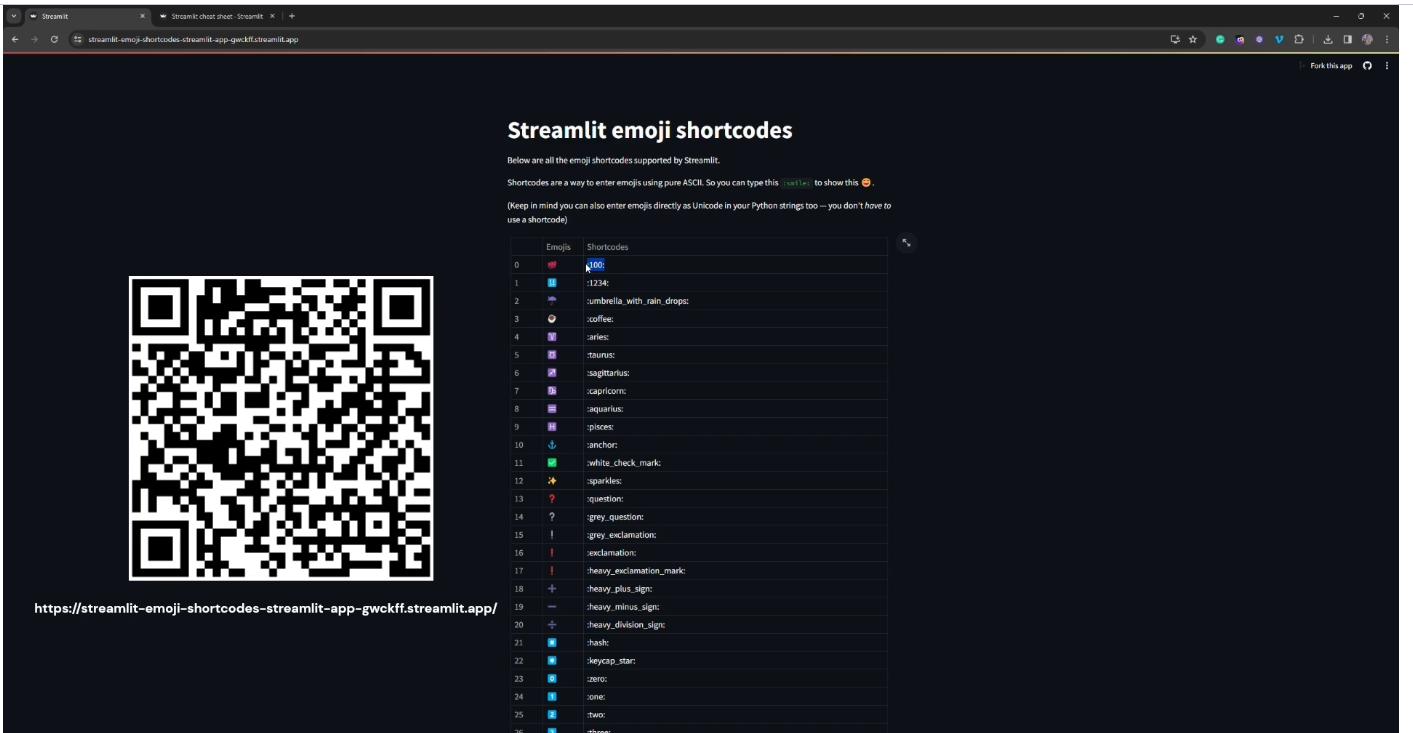 Streamlit
Streamlit cheat sheet - Streamlit
streamlit-emoji-shortcodes-streamlit-app-gwckff.streamlit.app
Fork this app
Streamlit emoji shortcodes
Below are all the emoji shortcodes supported by Streamlit.
Shortcodes are a way to enter emojis using pure ASCII. So you can type this :smile: to show this 😄.
(Keep in mind you can also enter emojis directly as Unicode in your Python strings too — you don't have to
use a shortcode)
Emojis Shortcodes
0 💯 :100:
1 🔢 :1234:
2 ☔ :umbrella_with_rain_drops:
3 ☕ :coffee:
4 ♈ :aries:
5 ♉ :taurus:
6 ♐ :sagittarius:
7 ♑ :capricorn:
8 ♒ :aquarius:
9 ♓ :pisces:
10 ⚓ :anchor:
11 ✅ :white_check_mark:
12 ✨ :sparkles:
13 ❓ :question:
14 ❔ :grey_question:
15 ❕ :grey_exclamation:
16 ❗ :exclamation:
17 ❗ :heavy_exclamation_mark:
18 ➕ :heavy_plus_sign:
19 ➖ :heavy_minus_sign:
20 ➗ :heavy_division_sign:
21 #️⃣ :hash:
22 *️⃣ :keycap_star:
23 0️⃣ :zero:
24 1️⃣ :one:
25 2️⃣ :two:
26 3️⃣ :three:
https://streamlit-emoji-shortcodes-streamlit-app-gwckff.streamlit.app/